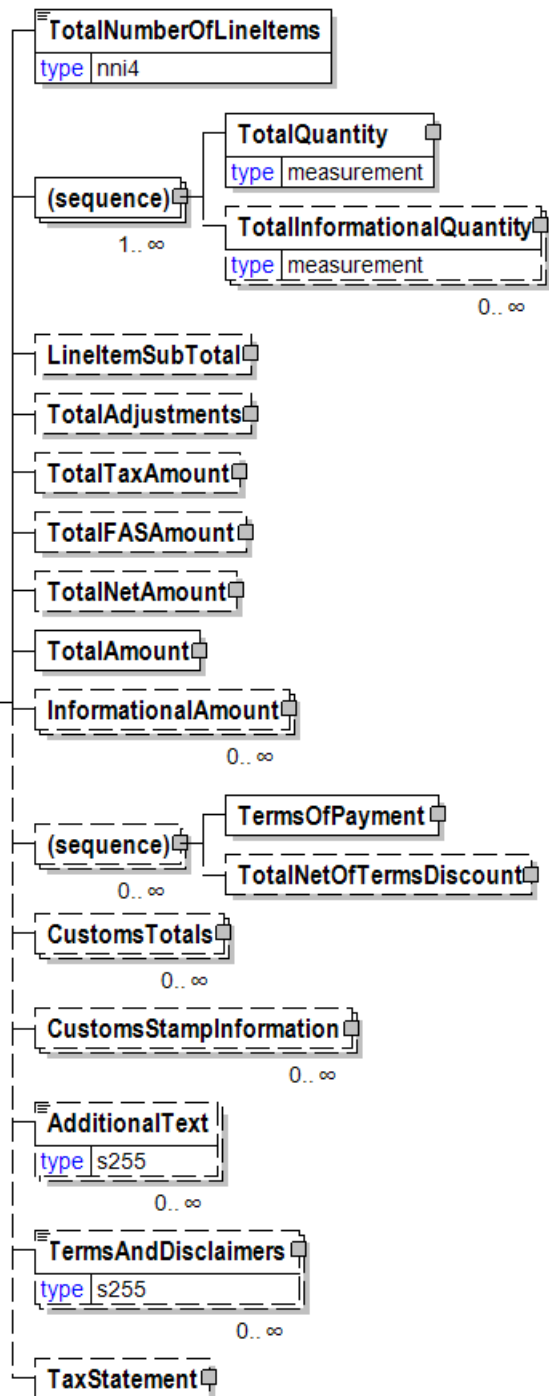 TotalNumberOfLineItems
type nni4
TotalQuantity
type measurement
(sequence)
1.. ∞
TotalInformationalQuantity
type measurement
0.. ∞
LineItemSubTotal
TotalAdjustments
TotalTaxAmount
TotalFASAmount
TotalNetAmount
TotalAmount
InformationalAmount
0.. ∞
TermsOfPayment
(sequence)
0.. ∞
TotalNetOfTermsDiscount
CustomsTotals
0.. ∞
CustomsStampInformation
0.. ∞
AdditionalText
type s255
0.. ∞
TermsAndDisclaimers
type s255
0.. ∞
TaxStatement